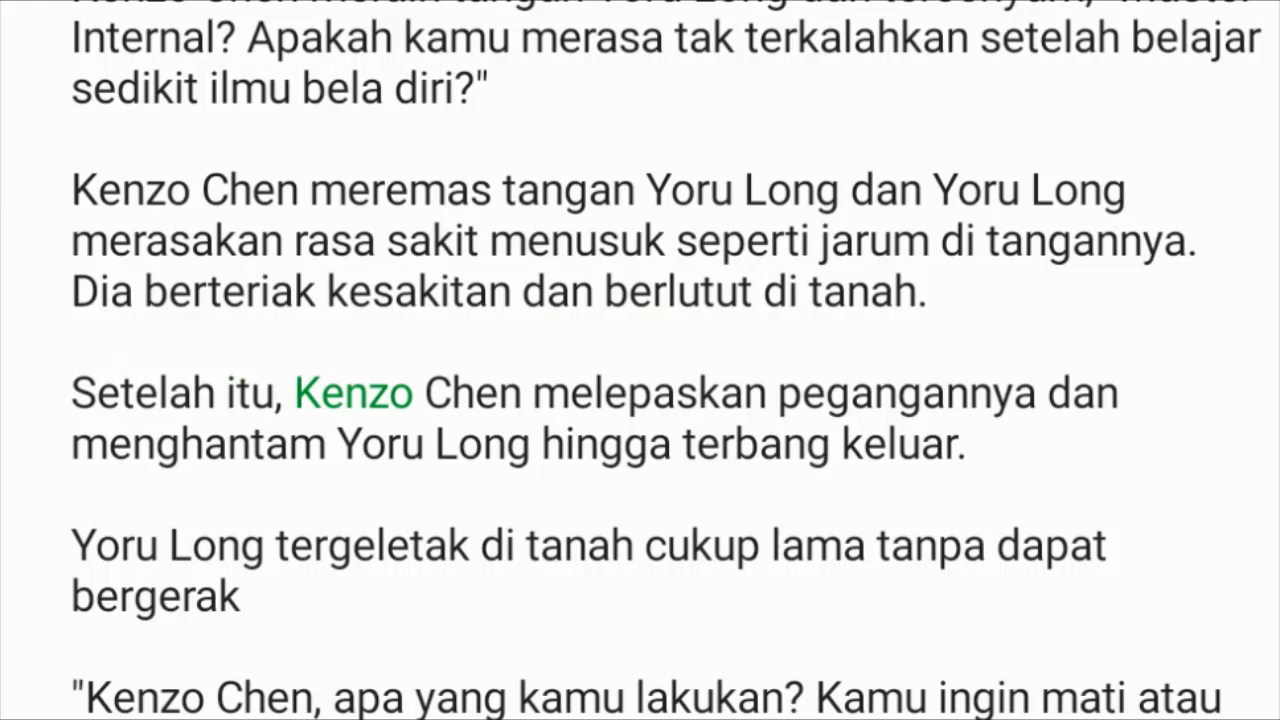 Internal? Apakah kamu merasa tak terkalahkan setelah belajar
sedikit ilmu bela diri?"
Kenzo Chen meremas tangan Yoru Long dan Yoru Long
merasakan rasa sakit menusuk seperti jarum di tangannya.
Dia berteriak kesakitan dan berlutut di tanah.
Setelah itu, Kenzo Chen melepaskan pegangannya dan
menghantam Yoru Long hingga terbang keluar.
Yoru Long tergeletak di tanah cukup lama tanpa dapat
bergerak
"Kenzo Chen, apa yang kamu lakukan? Kamu ingin mati atau